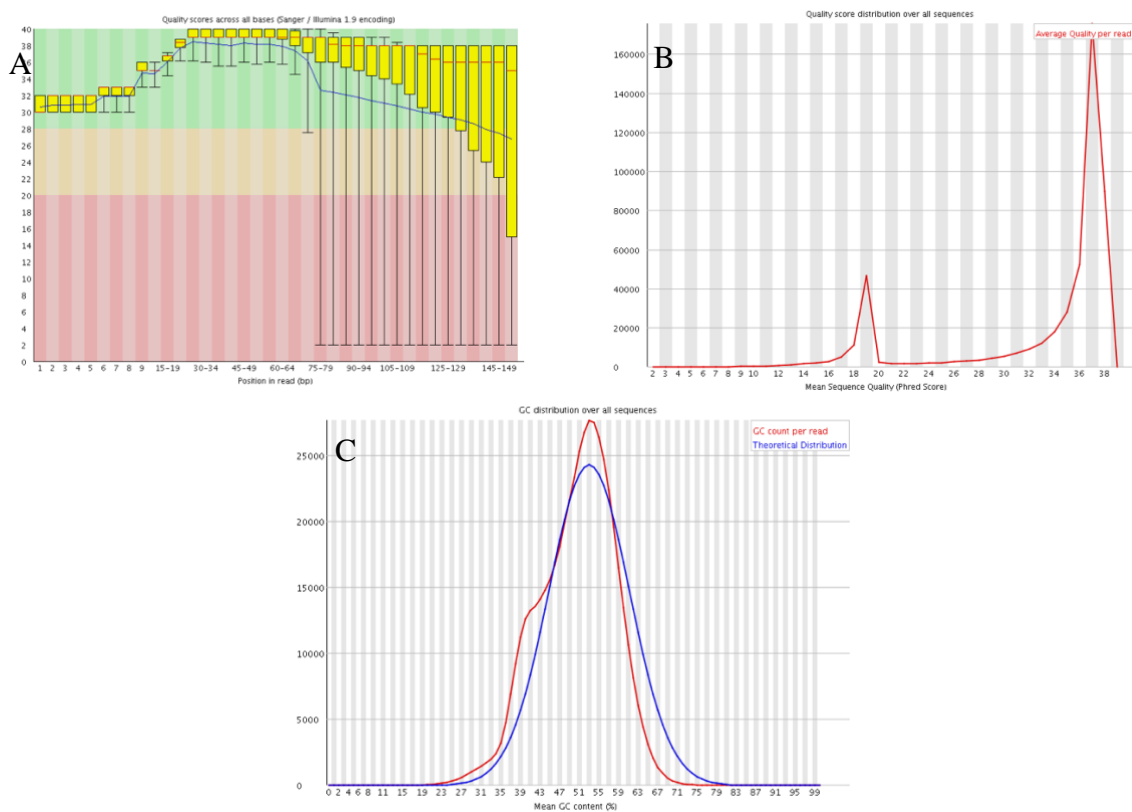 Quality scores across all bases (Sanger / Illumina 1.9 encoding)
A
40
38
36
34
32
30
28
26
24
22
20
18
16
14
12
10
8
6
4
2
0
1 2 3 4 5 6 7 8 9 15-19 30-34 45-49 60-64 75-79 90-94 105-109 125-129 145-149
Position in read (bp)
Quality score distribution over all sequences
B
Average Quality per read
160000
140000
120000
100000
80000
60000
40000
20000
0
2 3 4 5 6 7 8 9 10 12 14 16 18 20 22 24 26 28 30 32 34 36 38
Mean Sequence Quality (Phred Score)
GC distribution over all sequences
C
GC count per read
Theoretical Distribution
25000
20000
15000
10000
5000
0
0 2 4 6 8 11 15 19 23 27 31 35 39 43 47 51 55 59 63 67 71 75 79 83 87 91 95 99
Mean GC content (%)